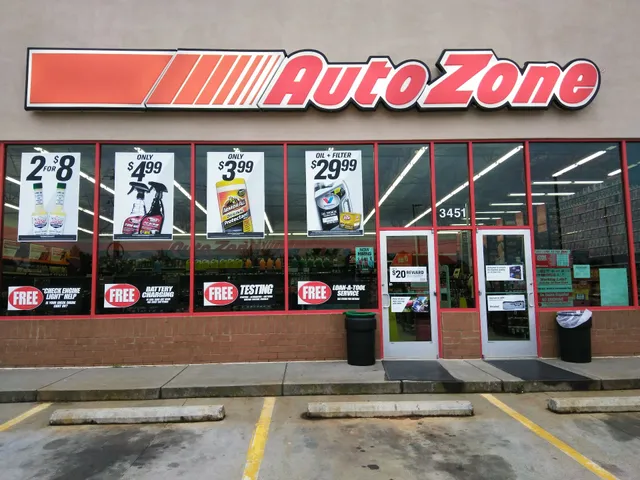 AutoZone
2 FOR $8
ONLY
$4.99
ONLY
$3.99
OIL + FILTER
$29.99
3451
$20 REWARD
FREE "CHECK ENGINE
LIGHT" HELP
FREE BATTERY
CHARGING
FREE TESTING
FREE LOAN-A-TOOL
SERVICE